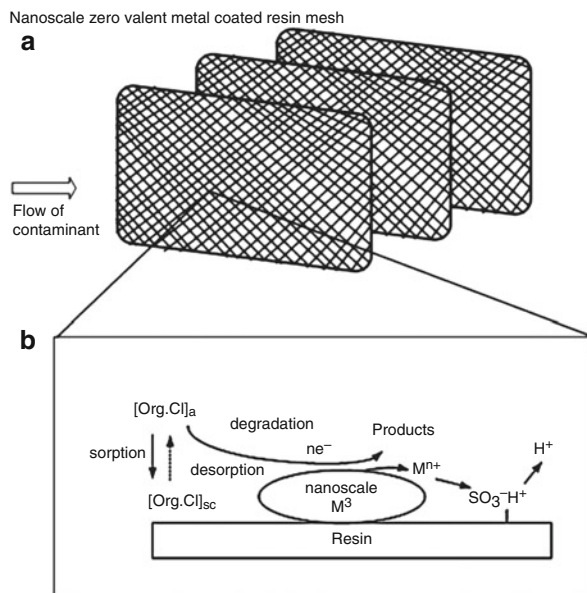 Nanoscale zero valent metal coated resin mesh
a
Flow of
contaminant
b
[Org.Cl]a
degradation
Products
ne⁻
H⁺
sorption
desorption
Mⁿ⁺
nanoscale
M³
SO₃⁻H⁺
[Org.Cl]sc
Resin